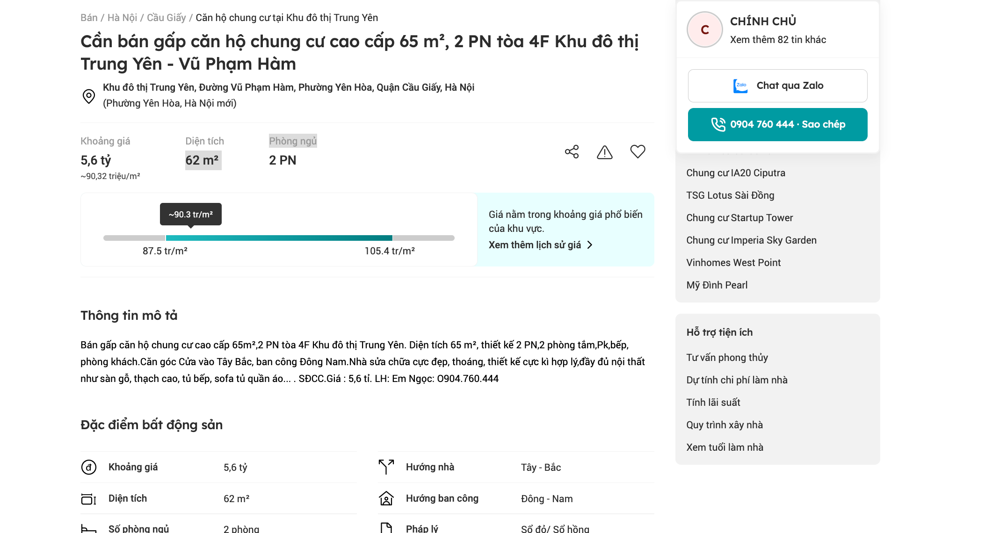 Bán / Hà Nội / Cầu Giấy / Căn hộ chung cư tại Khu đô thị Trung Yên
Cần bán gấp căn hộ chung cư cao cấp 65 m², 2 PN tòa 4F Khu đô thị
Trung Yên - Vũ Phạm Hàm
Khu đô thị Trung Yên, Đường Vũ Phạm Hàm, Phường Yên Hòa, Quận Cầu Giấy, Hà Nội
(Phường Yên Hòa, Hà Nội mới)
Khoảng giá
5,6 tỷ
~90,32 triệu/m²
Diện tích
62 m²
Phòng ngủ
2 PN
~90.3 tr/m²
87.5 tr/m²
105.4 tr/m²
Giá nằm trong khoảng giá phổ biến
của khu vực.
Xem thêm lịch sử giá
Thông tin mô tả
Bán gấp căn hộ chung cư cao cấp 65m²,2 PN tòa 4F Khu đô thị Trung Yên. Diện tích 65 m², thiết kế 2 PN,2 phòng tắm,Pk,bếp,
phòng khách.Căn góc Cửa vào Tây Bắc, ban công Đông Nam.Nhà sửa chữa cực đẹp, thoáng, thiết kế cực kì hợp lý,đầy đủ nội thất
như sàn gỗ, thạch cao, tủ bếp, sofa tủ quần áo... . SĐCC.Giá : 5,6 tỉ. LH: Em Ngọc: O904.760.444
Đặc điểm bất động sản
đ
Khoảng giá
5,6 tỷ
Diện tích
62 m²
Số phòng ngủ
2 phòng
Hướng nhà
Tây - Bắc
Hướng ban công
Đông - Nam
Pháp lý
Sổ đỏ/ Sổ hồng
C
CHÍNH CHỦ
Xem thêm 82 tin khác
Zalo
Chat qua Zalo
0904 760 444 · Sao chép
Chung cư IA20 Ciputra
TSG Lotus Sài Đồng
Chung cư Startup Tower
Chung cư Imperia Sky Garden
Vinhomes West Point
Mỹ Đình Pearl
Hỗ trợ tiện ích
Tư vấn phong thủy
Dự tính chi phí làm nhà
Tính lãi suất
Quy trình xây nhà
Xem tuổi làm nhà